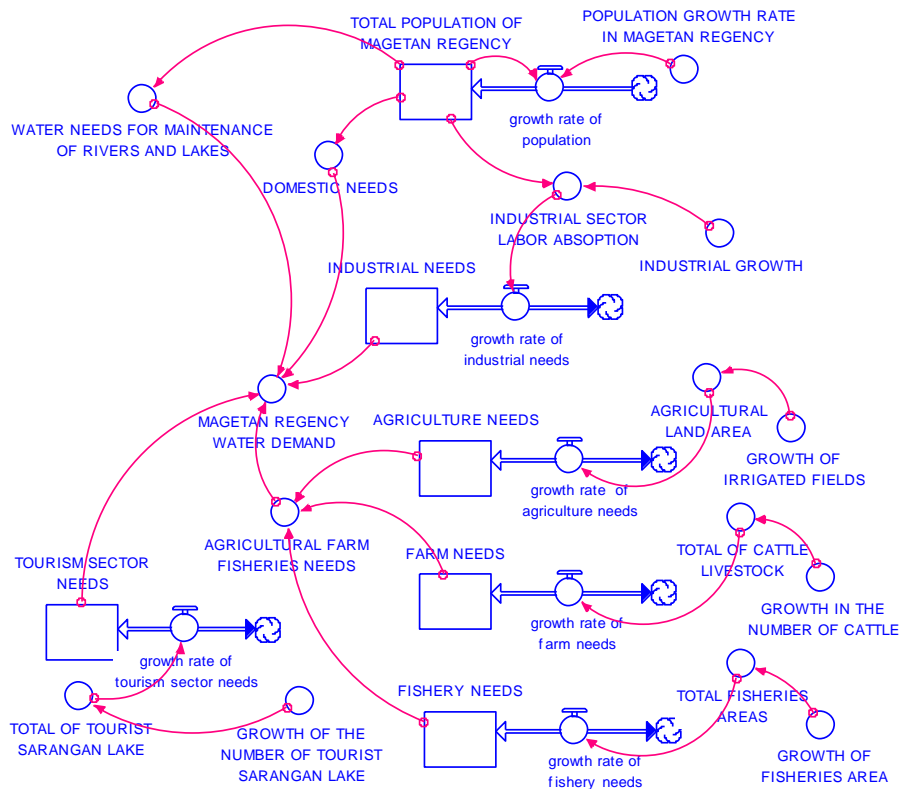 TOTAL POPULATION OF
MAGETAN REGENCY
POPULATION GROWTH RATE
IN MAGETAN REGENCY
growth rate of
population
WATER NEEDS FOR MAINTENANCE
OF RIVERS AND LAKES
DOMESTIC NEEDS
INDUSTRIAL SECTOR
LABOR ABSOPTION
INDUSTRIAL GROWTH
INDUSTRIAL NEEDS
growth rate of
industrial needs
MAGETAN REGENCY
WATER DEMAND
AGRICULTURE NEEDS
AGRICULTURAL
LAND AREA
GROWTH OF
IRRIGATED FIELDS
growth rate of
agriculture needs
AGRICULTURAL FARM
FISHERIES NEEDS
FARM NEEDS
TOTAL OF CATTLE
LIVESTOCK
GROWTH IN THE
NUMBER OF CATTLE
growth rate of
farm needs
TOURISM SECTOR
NEEDS
growth rate of
tourism sector needs
TOTAL OF TOURIST
SARANGAN LAKE
GROWTH OF THE
NUMBER OF TOURIST
SARANGAN LAKE
FISHERY NEEDS
TOTAL FISHERIES
AREAS
GROWTH OF
FISHERIES AREA
growth rate of
fishery needs